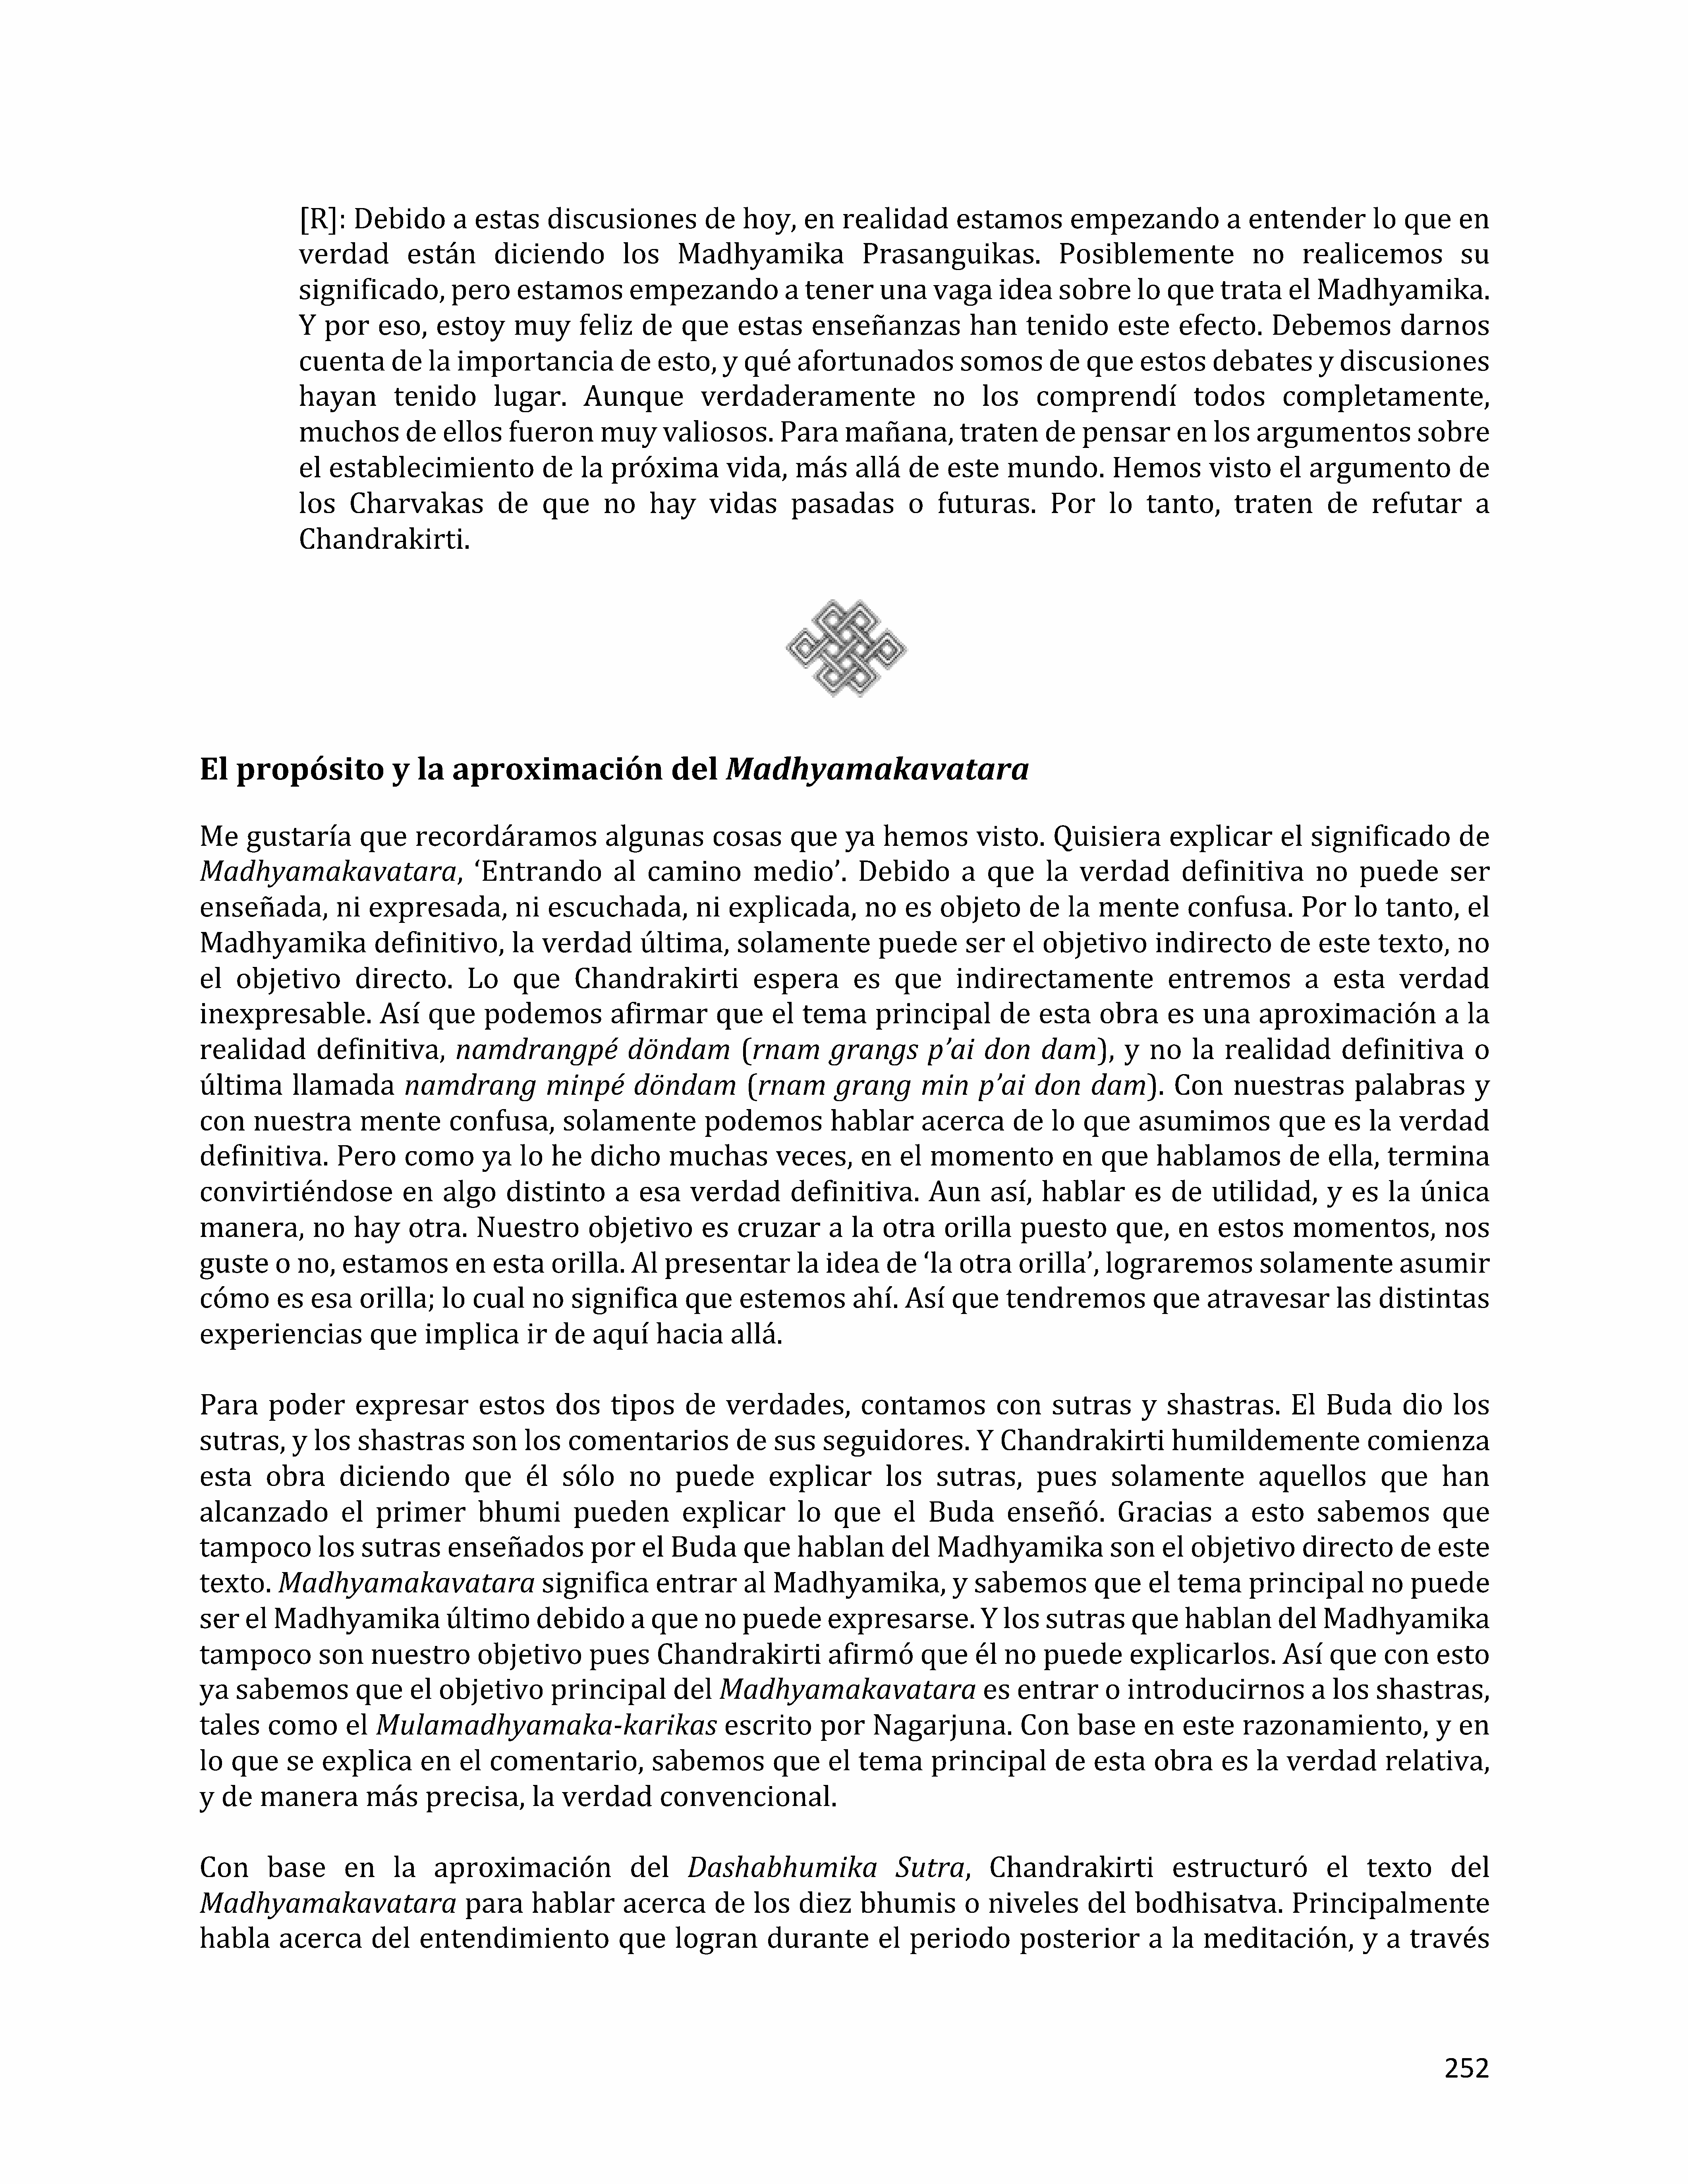 [R]: Debido a estas discusiones de hoy, en realidad estamos empezando a entender lo que en
verdad están diciendo los Madhyamika Prasanguikas. Posiblemente no realicemos su
significado, pero estamos empezando a tener una vaga idea sobre lo que trata el Madhyamika.
Y por eso, estoy muy feliz de que estas enseñanzas han tenido este efecto. Debemos darnos
cuenta de la importancia de esto, y qué afortunados somos de que estos debates y discusiones
hayan tenido lugar. Aunque verdaderamente no los comprendí todos completamente,
muchos de ellos fueron muy valiosos. Para mañana, traten de pensar en los argumentos sobre
el establecimiento de la próxima vida, más allá de este mundo. Hemos visto el argumento de
los Charvakas de que no hay vidas pasadas o futuras. Por lo tanto, traten de refutar a
Chandrakirti.
El propósito y la aproximación del Madhyamakavatara
Me gustaría que recordáramos algunas cosas que ya hemos visto. Quisiera explicar el significado de
Madhyamakavatara, ‘Entrando al camino medio’. Debido a que la verdad definitiva no puede ser
enseñada, ni expresada, ni escuchada, ni explicada, no es objeto de la mente confusa. Por lo tanto, el
Madhyamika definitivo, la verdad última, solamente puede ser el objetivo indirecto de este texto, no
el objetivo directo. Lo que Chandrakirti espera es que indirectamente entremos a esta verdad
inexpresable. Así que podemos afirmar que el tema principal de esta obra es una aproximación a la
realidad definitiva, namdrangpé döndam (rnam grangs p’ai don dam), y no la realidad definitiva o
última llamada namdrang minpé döndam (rnam grang min p’ai don dam). Con nuestras palabras y
con nuestra mente confusa, solamente podemos hablar acerca de lo que asumimos que es la verdad
definitiva. Pero como ya lo he dicho muchas veces, en el momento en que hablamos de ella, termina
convirtiéndose en algo distinto a esa verdad definitiva. Aun así, hablar es de utilidad, y es la única
manera, no hay otra. Nuestro objetivo es cruzar a la otra orilla puesto que, en estos momentos, nos
guste o no, estamos en esta orilla. Al presentar la idea de ‘la otra orilla’, lograremos solamente asumir
cómo es esa orilla; lo cual no significa que estemos ahí. Así que tendremos que atravesar las distintas
experiencias que implica ir de aquí hacia allá.
Para poder expresar estos dos tipos de verdades, contamos con sutras y shastras. El Buda dio los
sutras, y los shastras son los comentarios de sus seguidores. Y Chandrakirti humildemente comienza
esta obra diciendo que él sólo no puede explicar los sutras, pues solamente aquellos que han
alcanzado el primer bhumi pueden explicar lo que el Buda enseñó. Gracias a esto sabemos que
tampoco los sutras enseñados por el Buda que hablan del Madhyamika son el objetivo directo de este
texto. Madhyamakavatara significa entrar al Madhyamika, y sabemos que el tema principal no puede
ser el Madhyamika último debido a que no puede expresarse. Y los sutras que hablan del Madhyamika
tampoco son nuestro objetivo pues Chandrakirti afirmó que él no puede explicarlos. Así que con esto
ya sabemos que el objetivo principal del Madhyamakavatara es entrar o introducirnos a los shastras,
tales como el Mulamadhyamaka-karikas escrito por Nagarjuna. Con base en este razonamiento, y en
lo que se explica en el comentario, sabemos que el tema principal de esta obra es la verdad relativa,
y de manera más precisa, la verdad convencional.
Con base en la aproximación del Dashabhumika Sutra, Chandrakirti estructuró el texto del
Madhyamakavatara para hablar acerca de los diez bhumis o niveles del bodhisatva. Principalmente
habla acerca del entendimiento que logran durante el periodo posterior a la meditación, y a través
252